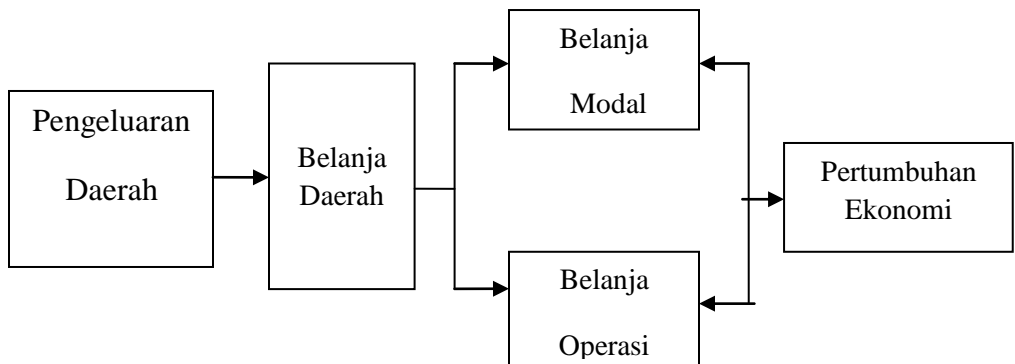 Pengeluaran
Daerah
Belanja
Daerah
Belanja
Modal
Belanja
Operasi
Pertumbuhan
Ekonomi